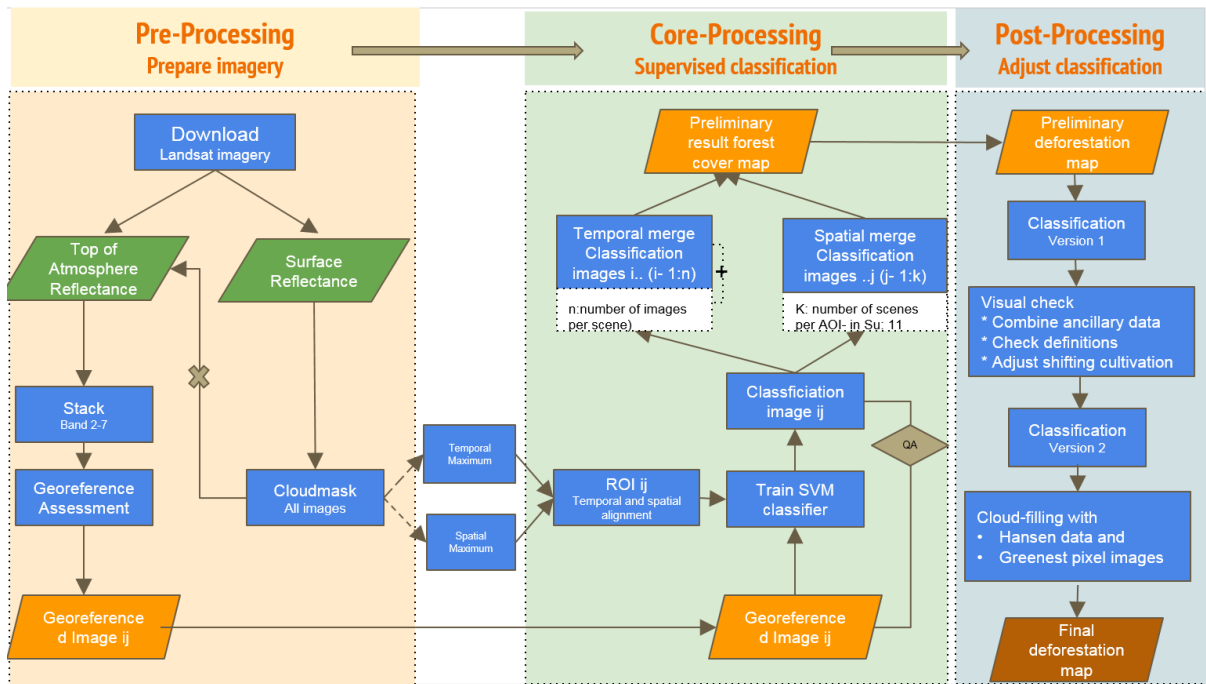 Pre-Processing
Prepare imagery
Core-Processing
Supervised classification
Post-Processing
Adjust classification
Download
Landsat imagery
Top of
Atmosphere
Reflectance
Surface
Reflectance
Stack
Band 2-7
Georeference
Assessment
Cloudmask
All images
Georeference
d Image ij
Temporal
Maximum
Spatial
Maximum
Preliminary
result forest
cover map
Temporal merge
Classification
images i.. (i- 1:n)
n:number of images
per scene)
+
Spatial merge
Classification
images ..j (j- 1:k)
K: number of scenes
per AOI- in Su: 11
Classficiation
image ij
QA
ROI ij
Temporal and spatial
alignment
Train SVM
classifier
Georeference
d Image ij
Preliminary
deforestation
map
Classification
Version 1
Visual check
* Combine ancillary data
* Check definitions
* Adjust shifting cultivation
Classification
Version 2
Cloud-filling with
• Hansen data and
• Greenest pixel images
Final
deforestation
map